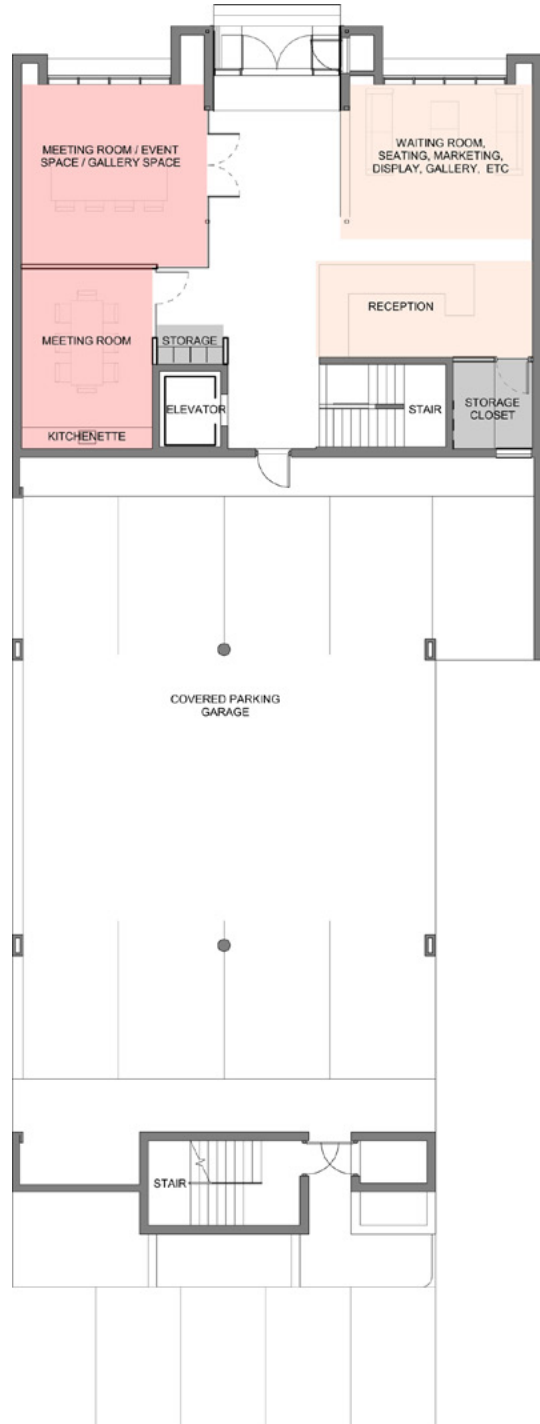 MEETING ROOM / EVENT
SPACE / GALLERY SPACE
WAITING ROOM,
SEATING, MARKETING,
DISPLAY, GALLERY, ETC
RECEPTION
MEETING ROOM
STORAGE
ELEVATOR
STAIR
STORAGE
CLOSET
KITCHENETTE
COVERED PARKING
GARAGE
STAIR